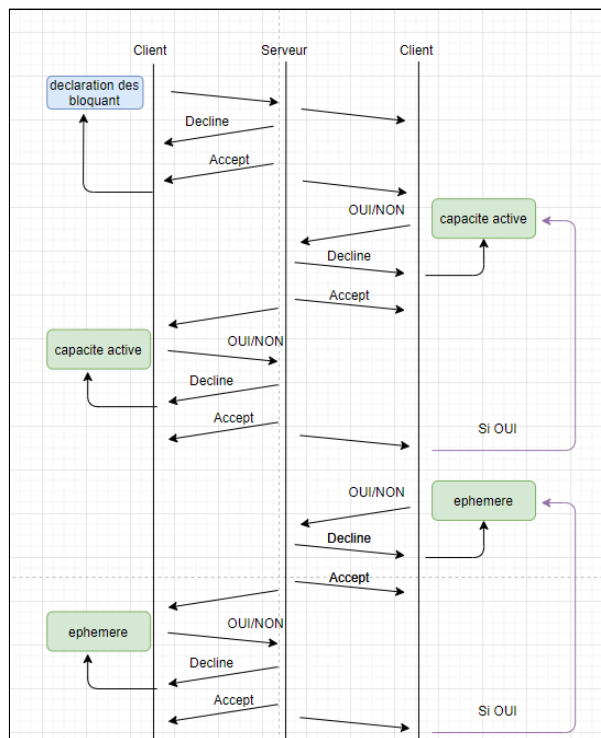 Client
Serveur
Client
declaration des
bloquant
Decline
Accept
OUI/NON
capacite active
Decline
Accept
OUI/NON
capacite active
Decline
Accept
Si OUI
OUI/NON
ephemere
Decline
Accept
OUI/NON
ephemere
Decline
Accept
Si OUI